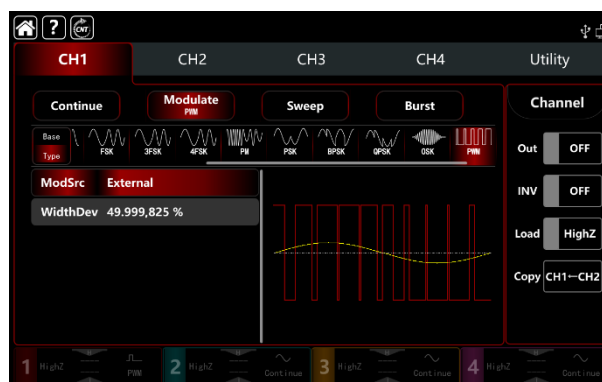 ? CNT
CH1 CH2 CH3 CH4 Utility
Continue Modulate Sweep Burst Channel
PWM
Base
Type FSK 3FSK 4FSK PM PSK BPSK QPSK OSK PWM
Out OFF
ModSrc External
INV OFF
WidthDev 49.999,825 %
Load HighZ
Copy CH1←CH2
1 HighZ PWM 2 HighZ Continue 3 HighZ Continue 4 HighZ Continue